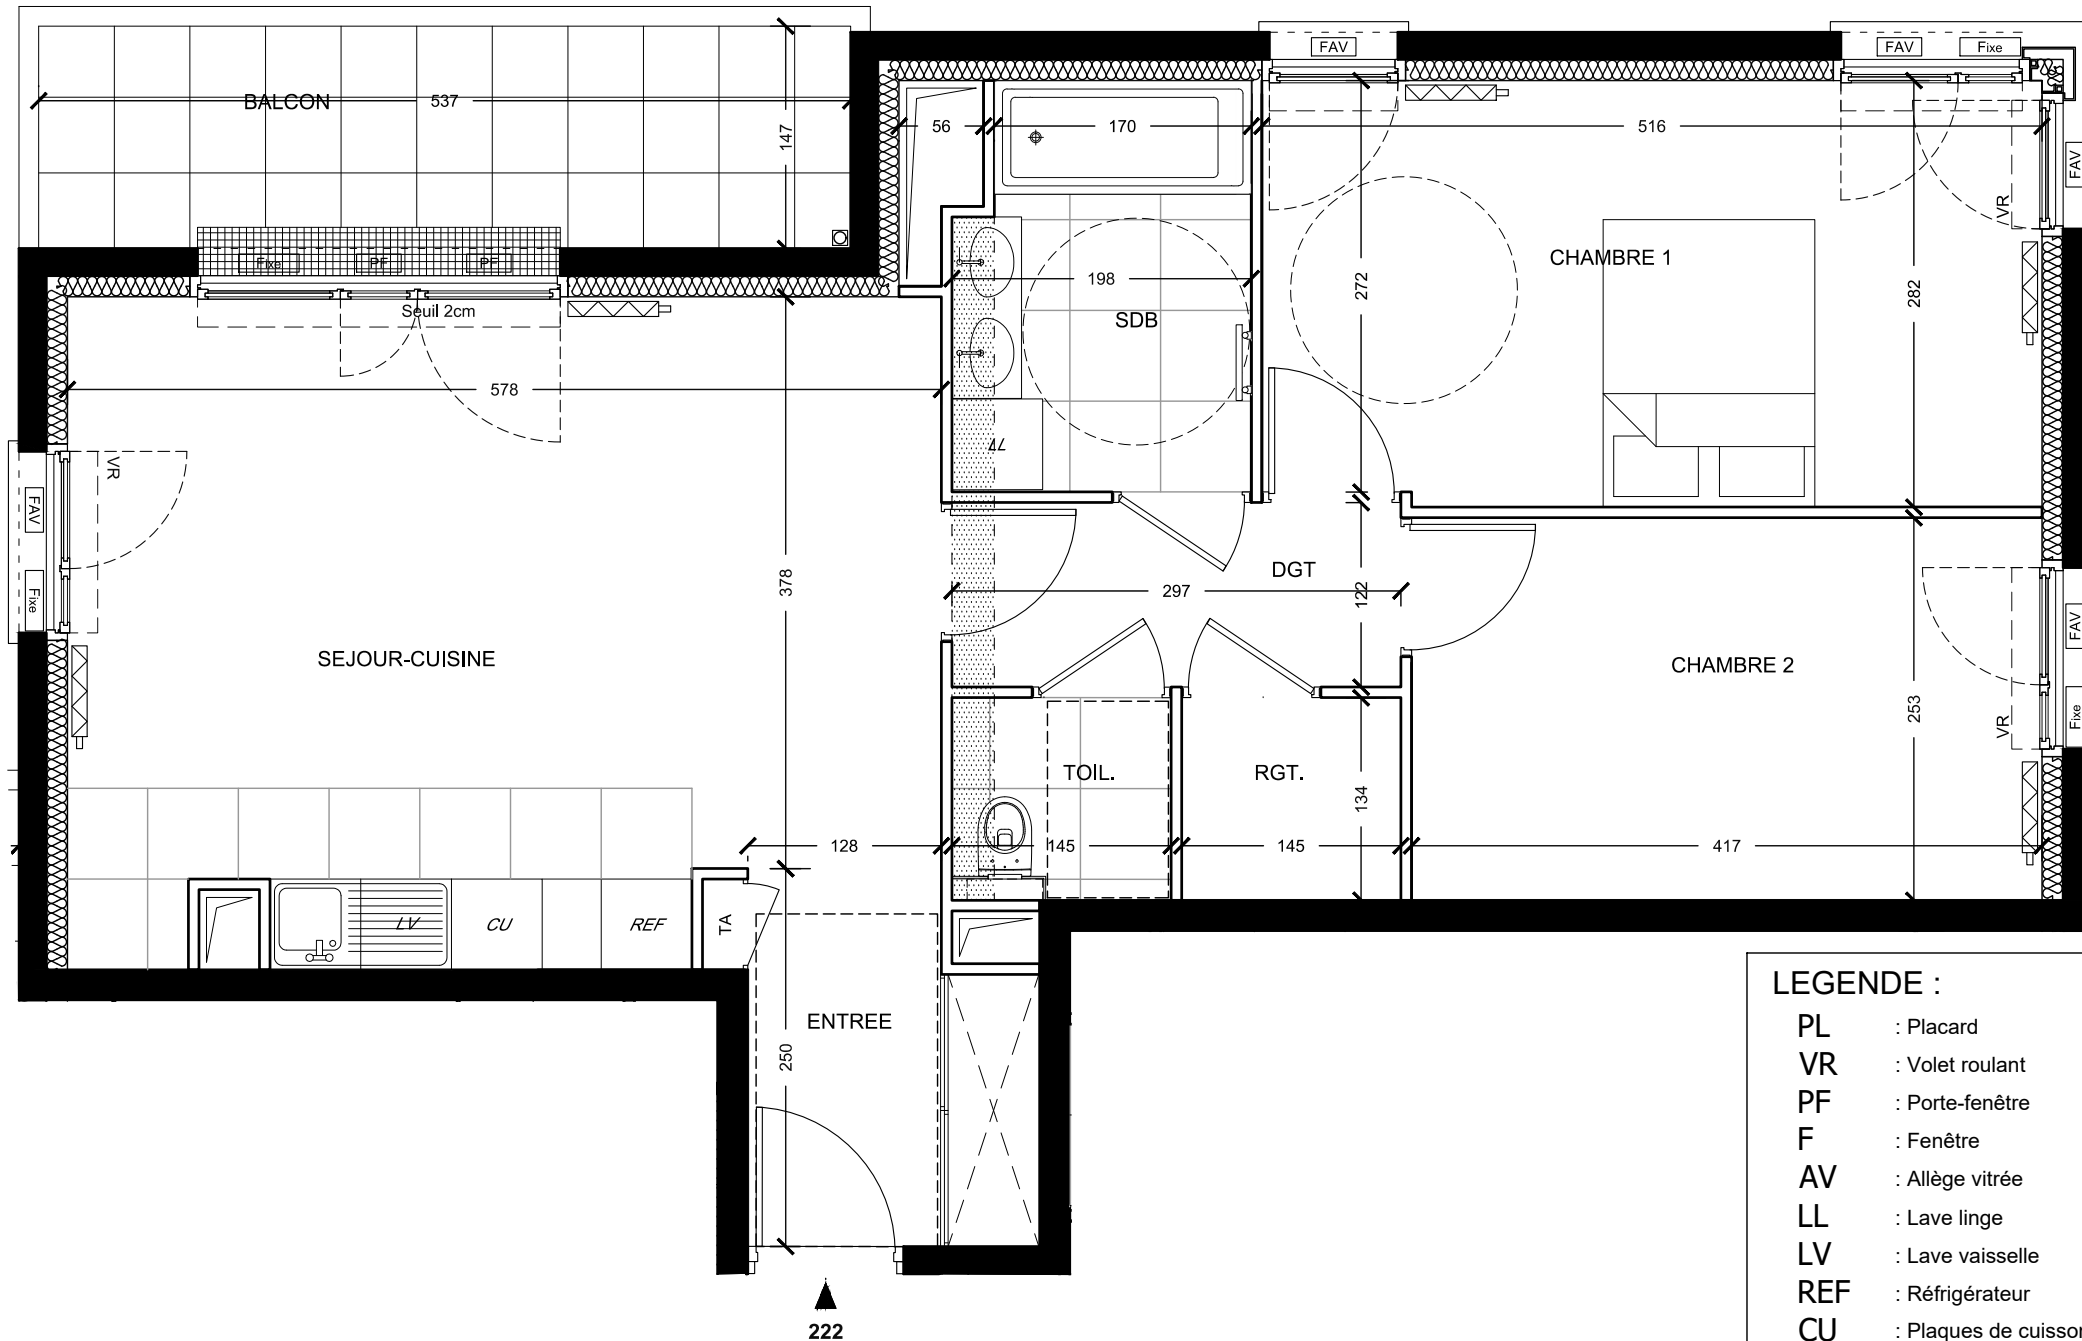 FAV
FAV Fixe
BALCON 537
147
56
170
516
FAV
VR
Fixe PF PF
Seuil 2cm
198
SDB
272
CHAMBRE 1
282
578
LL
VR
FAV
Fixe
378
DGT
297
122
SEJOUR-CUISINE
CHAMBRE 2
253
FAV
Fixe
VR
TOIL.
RGT.
134
128
145
145
417
LV
CU
REF
TA
ENTREE
250
222
LEGENDE :
PL : Placard
VR : Volet roulant
PF : Porte-fenêtre
F : Fenêtre
AV : Allège vitrée
LL : Lave linge
LV : Lave vaisselle
REF : Réfrigérateur
CU : Plaques de cuisson